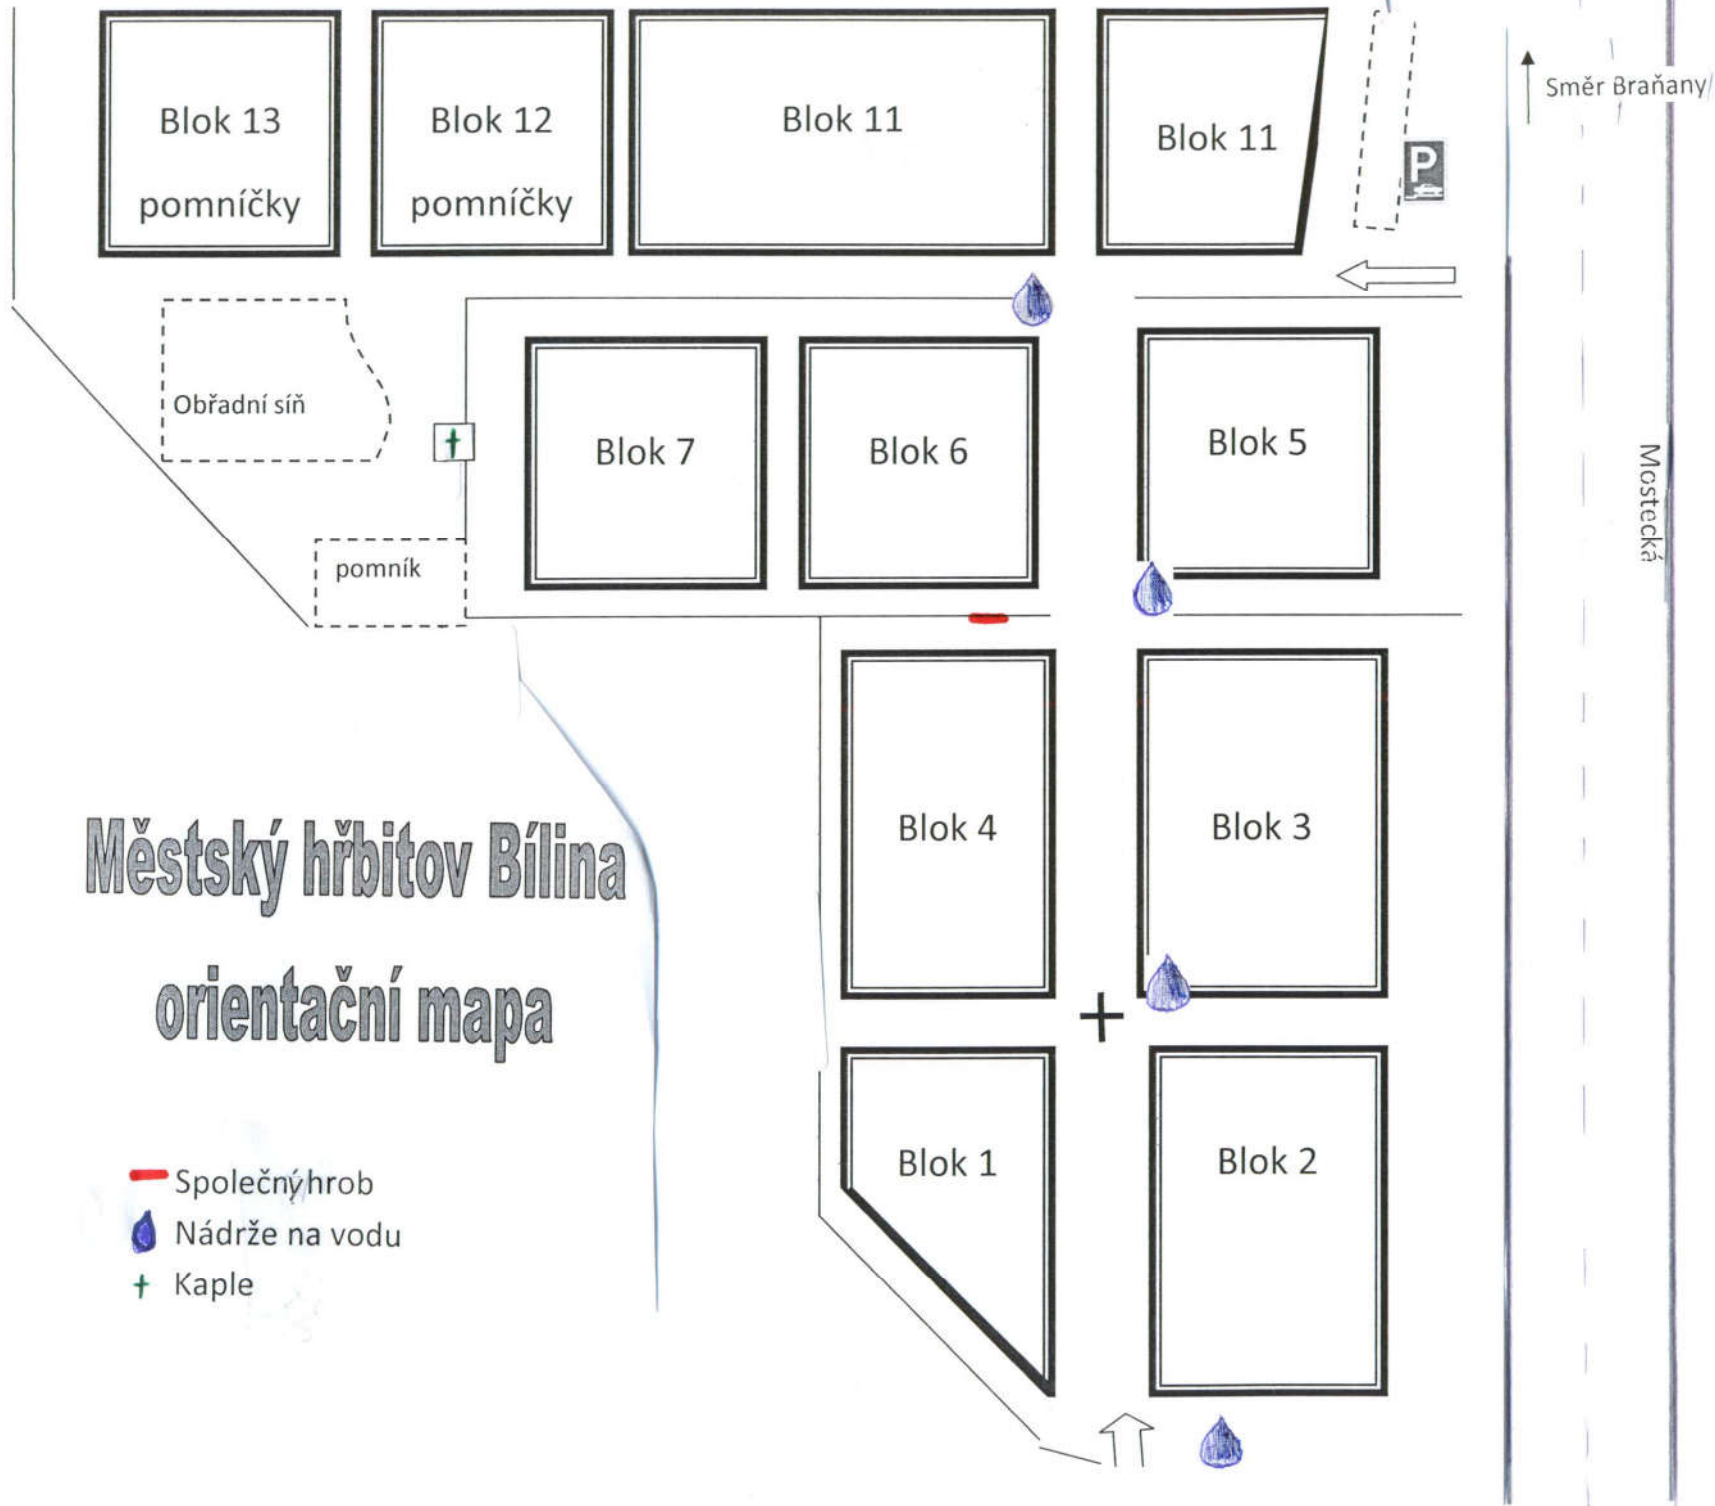 Blok 13
pomníčky
Blok 12
pomníčky
Blok 11
Blok 11
P
Směr Braňany
Obřadní síň
Blok 7
Blok 6
Blok 5
Mostecká
pomník
Blok 4
Blok 3
Městský hřbitov Bílina
orientační mapa
Blok 1
Blok 2
Společný hrob
Nádrže na vodu
Kaple